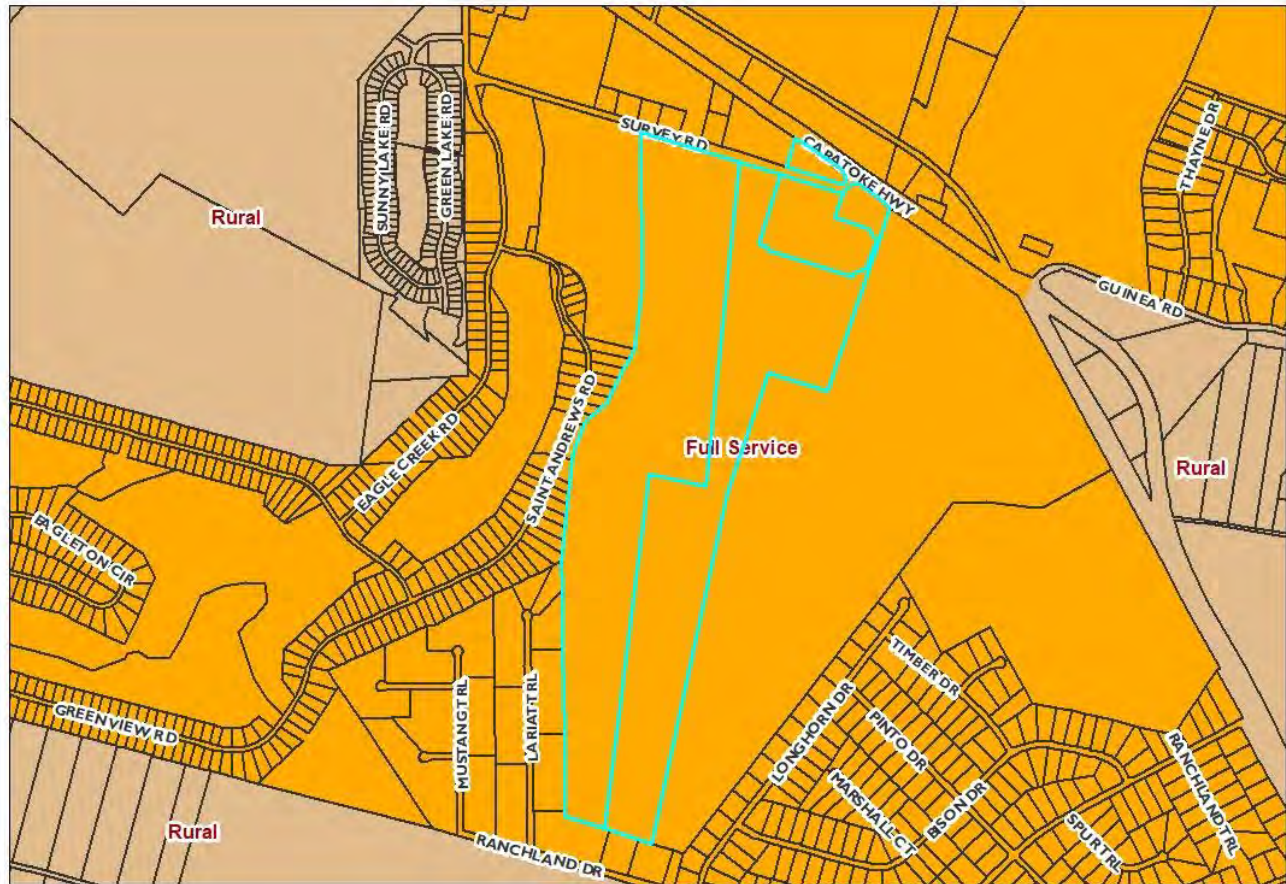 SUNNY LAKE RD
GREEN LAKE RD
SURVEY RD
CAPATOKE HWY
THAYNE DR
Rural
GUINEA RD
SAINT ANDREWS RD
EAGLE CREEK RD
Full Service
Rural
EAGLETON CIR
TIMBER DR
GREENVIEW RD
MUSTANG TRL
LARIAT TRL
LONGHORN DR
PINTO DR
RANCHLAND TRL
MARSHALL CT
BISON DR
SPUR TRL
Rural
RANCHLAND DR